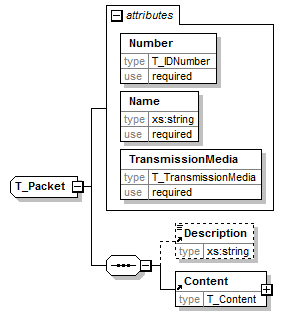 attributes
Number
type T_IDNumber
use required
Name
type xs:string
use required
TransmissionMedia
type T_TransmissionMedia
use required
T_Packet
Description
type xs:string
Content
type T_Content